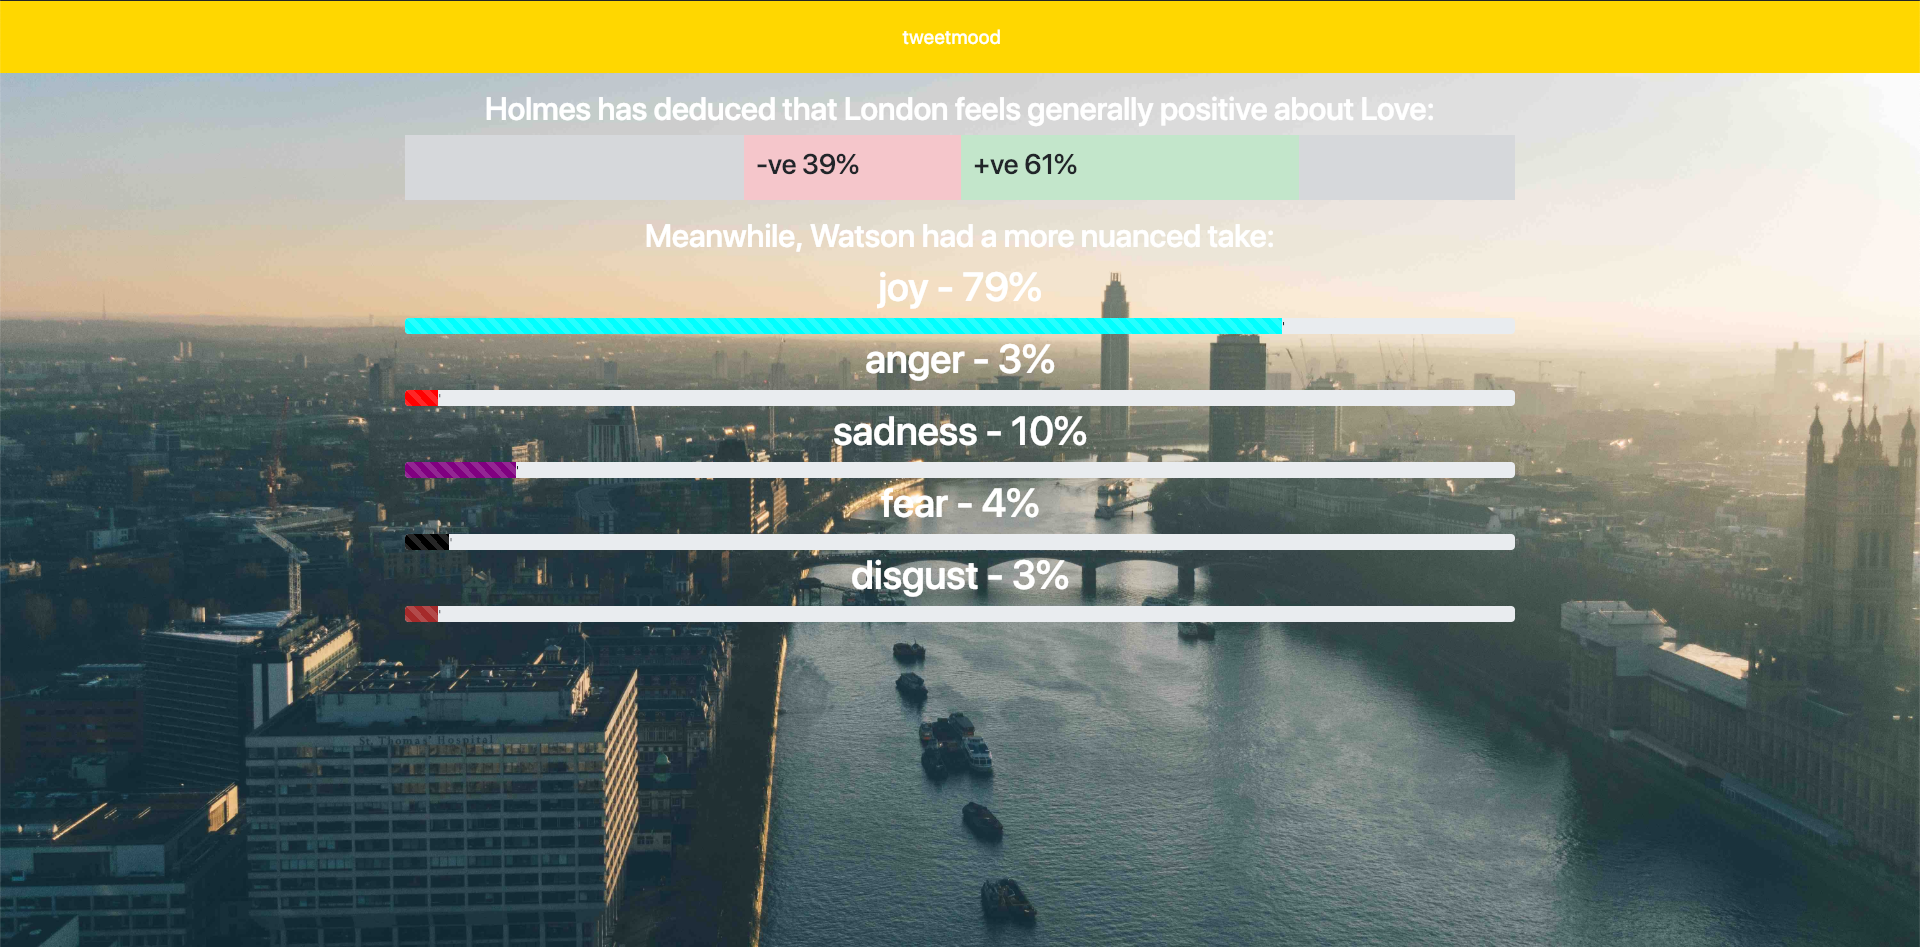 tweetmood
Holmes has deduced that London feels generally positive about Love:
-ve 39%
+ve 61%
Meanwhile, Watson had a more nuanced take:
joy - 79%
anger - 3%
sadness - 10%
fear - 4%
disgust - 3%
St. Thomas' Hospital